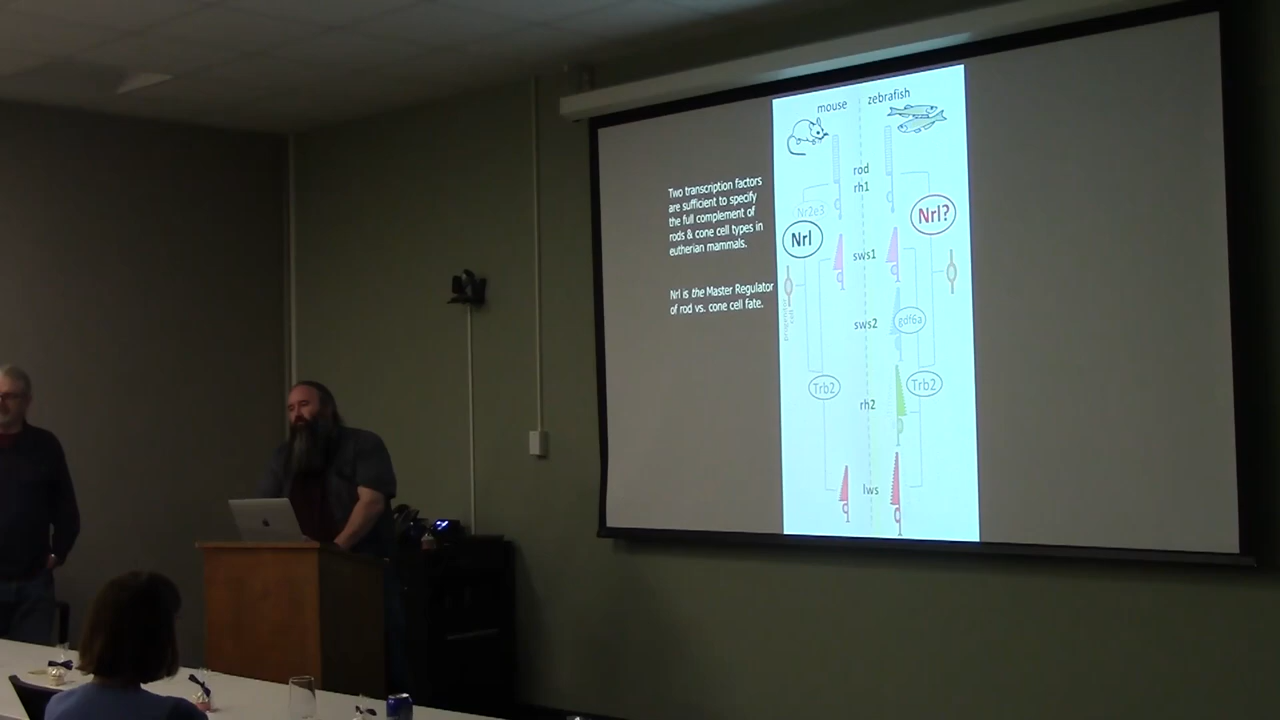 Two transcription factors
are sufficient to specify
the full complement of
rods & cone cell types in
eutherian mammals.
Nrl is the Master Regulator
of rod vs. cone cell fate.
mouse zebrafish
rod
rh1
Nr2e3
Nrl
Nrl?
sws1
progenitor
cell
sws2
gdf6a
Trb2
Trb2
rh2
lws